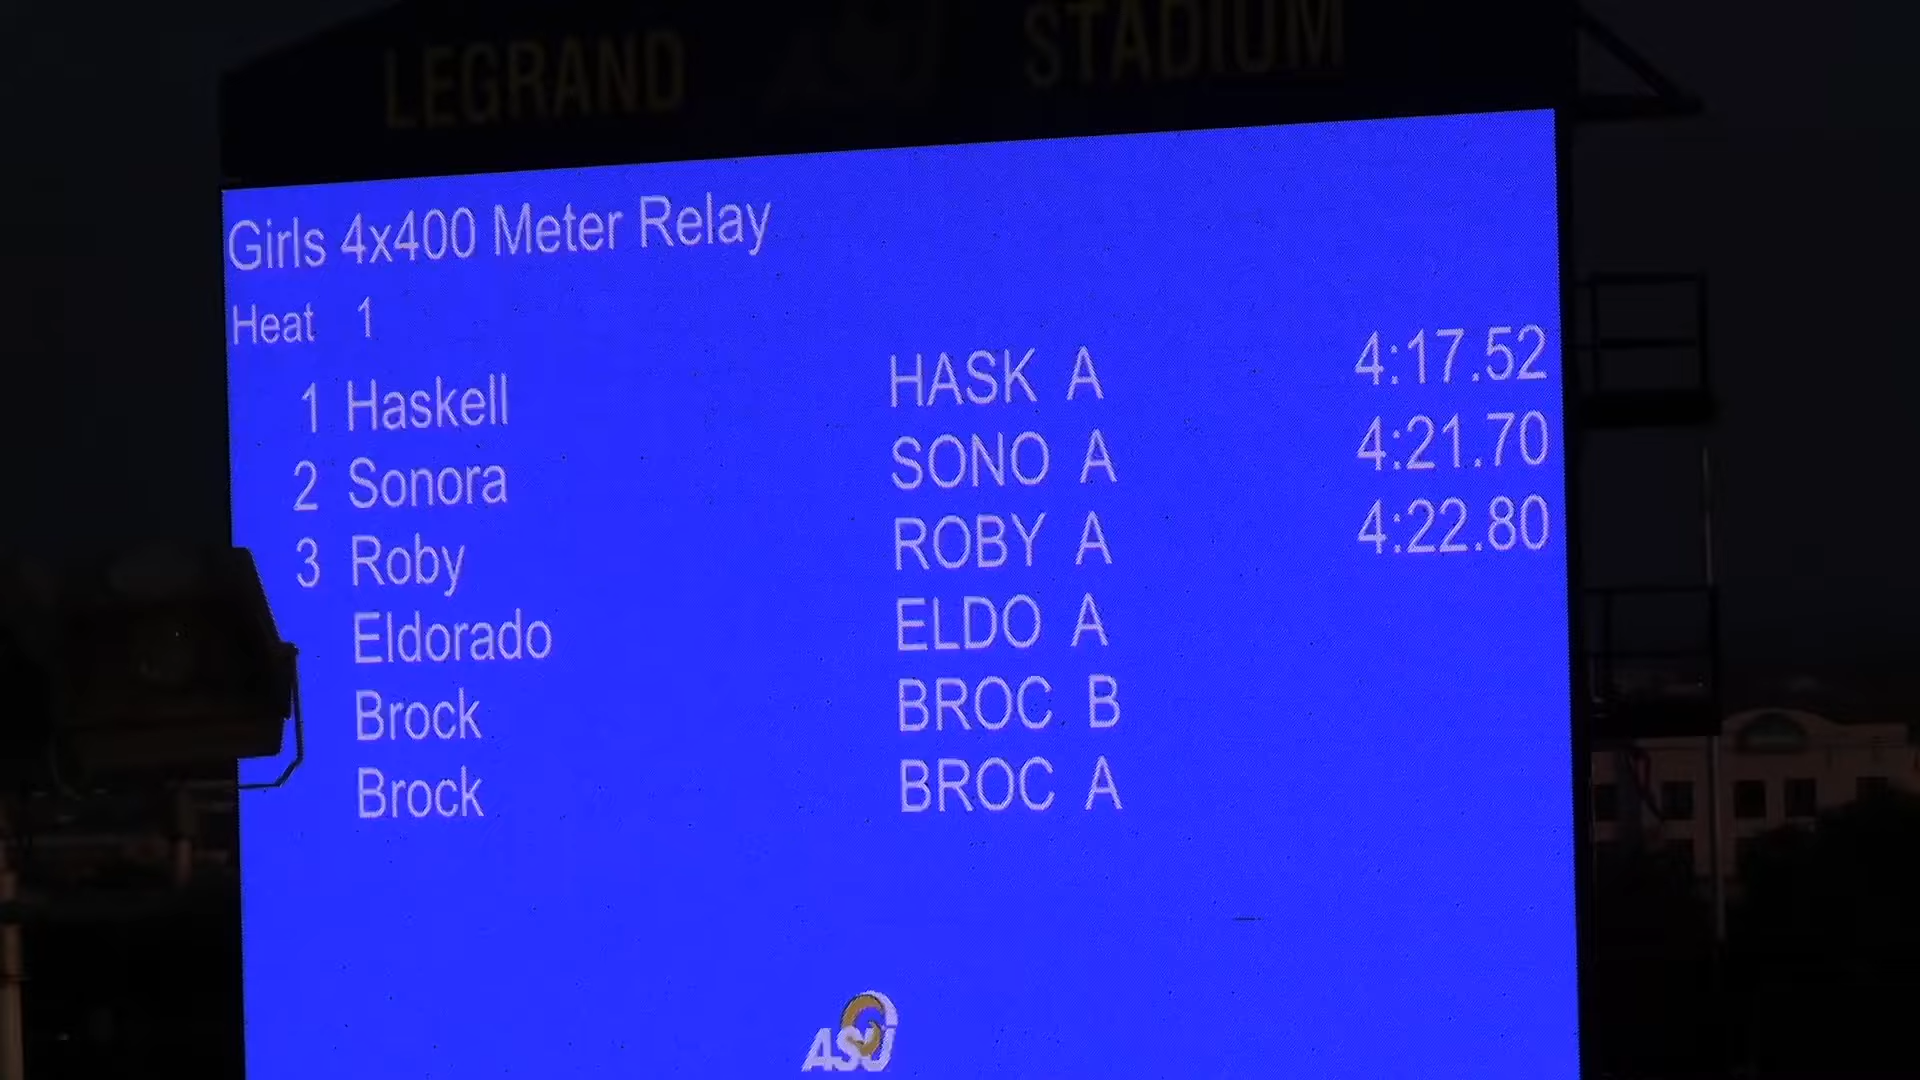 LEGRAND ASU STADIUM
Girls 4x400 Meter Relay
Heat 1
1 Haskell HASK A 4:17.52
2 Sonora SONO A 4:21.70
3 Roby ROBY A 4:22.80
Eldorado ELDO A
Brock BROC B
Brock BROC A
ASU